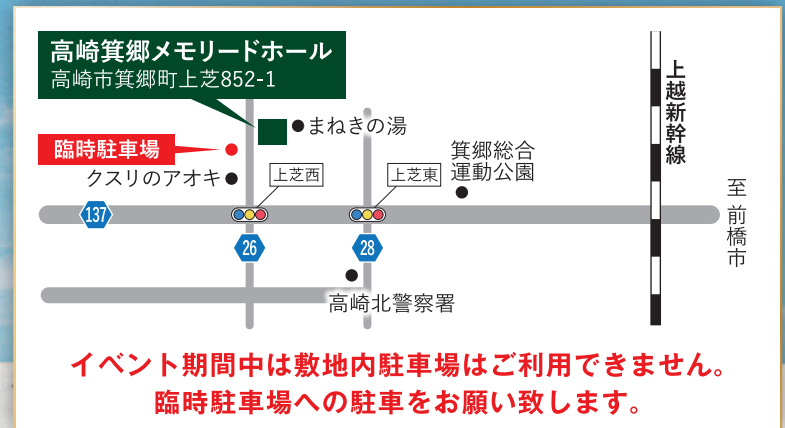 高崎箕郷メモリードホール
高崎市箕郷町上芝852-1
まねきの湯
臨時駐車場
クスリのアオキ
上芝西
上芝東
箕郷総合
運動公園
上越新幹線
137
至 前橋市
26
28
高崎北警察署
イベント期間中は敷地内駐車場はご利用できません。
臨時駐車場への駐車をお願い致します。